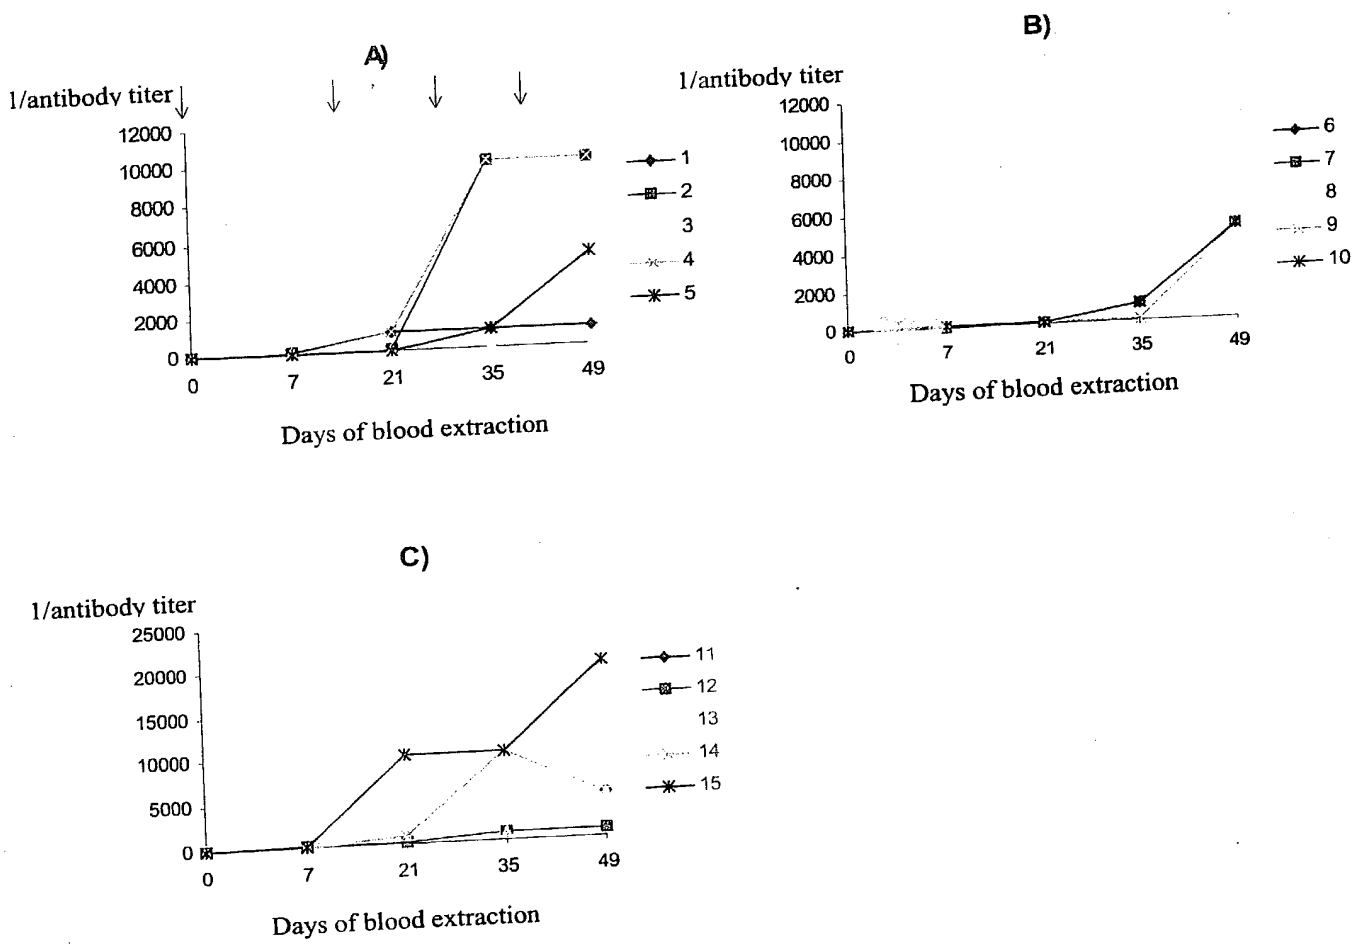 A)
1/antibody titer
12000
10000
8000
6000
4000
2000
0
0 7 21 35 49
Days of blood extraction
1
2
3
4
5
B)
1/antibody titer
12000
10000
8000
6000
4000
2000
0
0 7 21 35 49
Days of blood extraction
6
7
8
9
10
C)
1/antibody titer
25000
20000
15000
10000
5000
0
0 7 21 35 49
Days of blood extraction
11
12
13
14
15